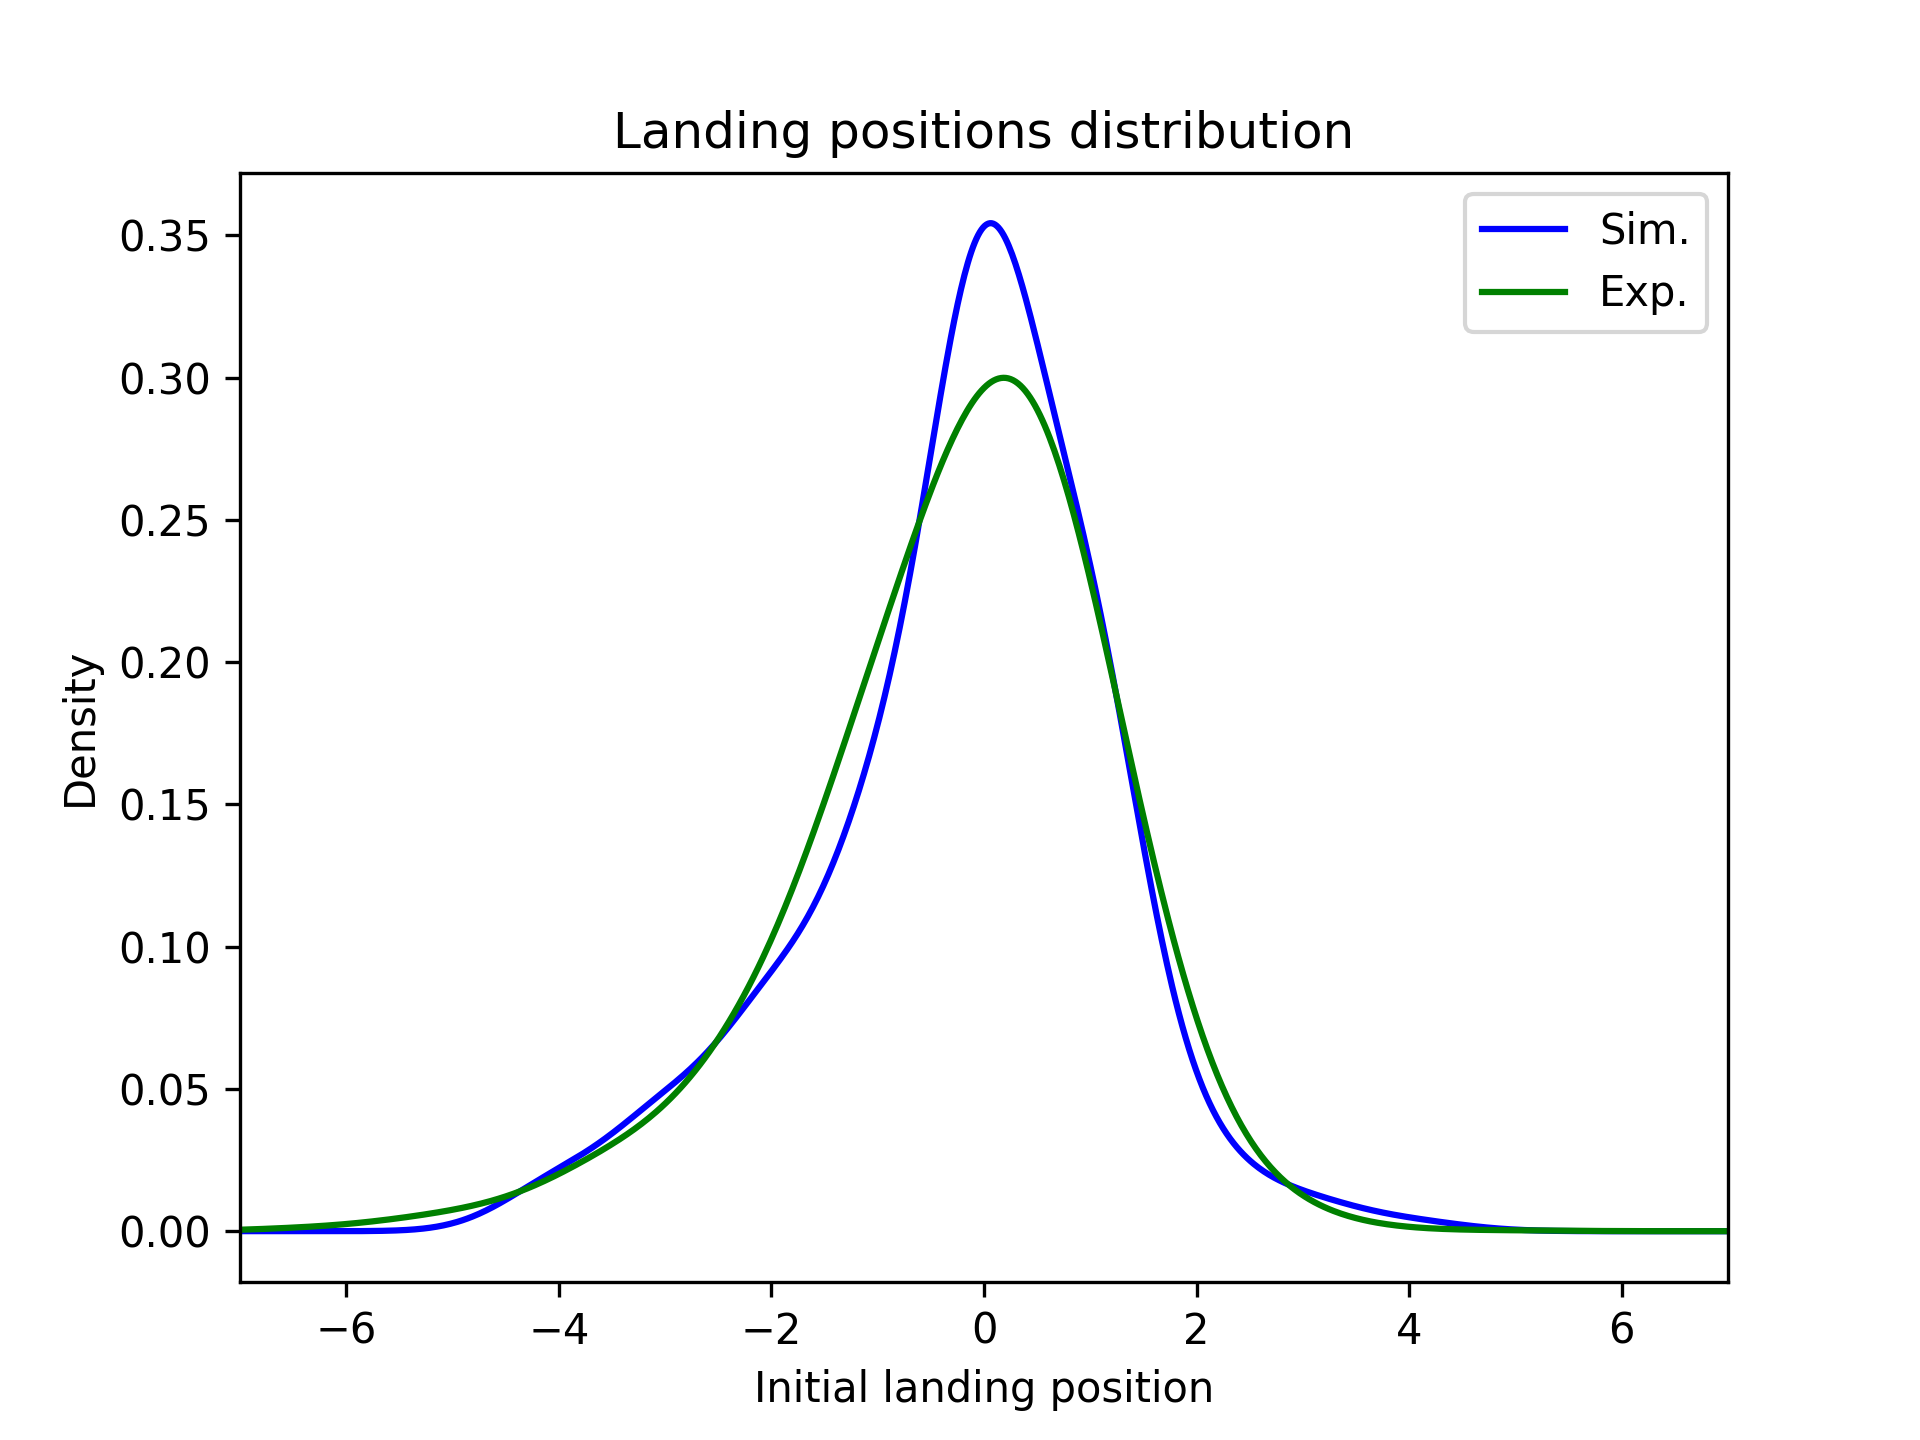 Landing positions distribution
Sim.
Exp.
0.35
0.30
0.25
0.20
0.15
0.10
0.05
0.00
Density
−6 −4 −2 0 2 4 6
Initial landing position